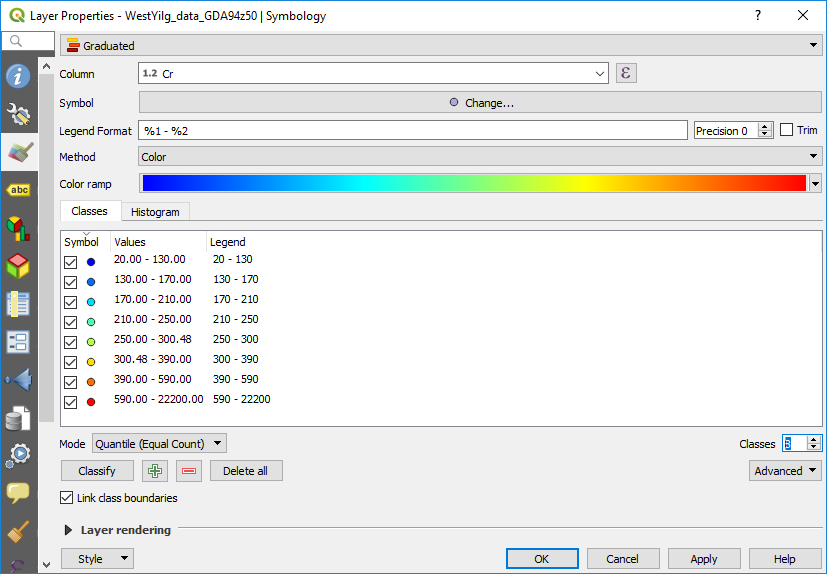 Layer Properties - WestYilg_data_GDA94z50 | Symbology
?
Graduated
Column 1.2 Cr ε
Symbol Change...
Legend Format %1 - %2 Precision 0 Trim
Method Color
abc
Color ramp
Classes Histogram
Symbol Values Legend
20.00 - 130.00 20 - 130
130.00 - 170.00 130 - 170
170.00 - 210.00 170 - 210
210.00 - 250.00 210 - 250
250.00 - 300.48 250 - 300
300.48 - 390.00 300 - 390
390.00 - 590.00 390 - 590
590.00 - 22200.00 590 - 22200
Mode Quantile (Equal Count) Classes
Classify Delete all Advanced
Link class boundaries
Layer rendering
Style OK Cancel Apply Help